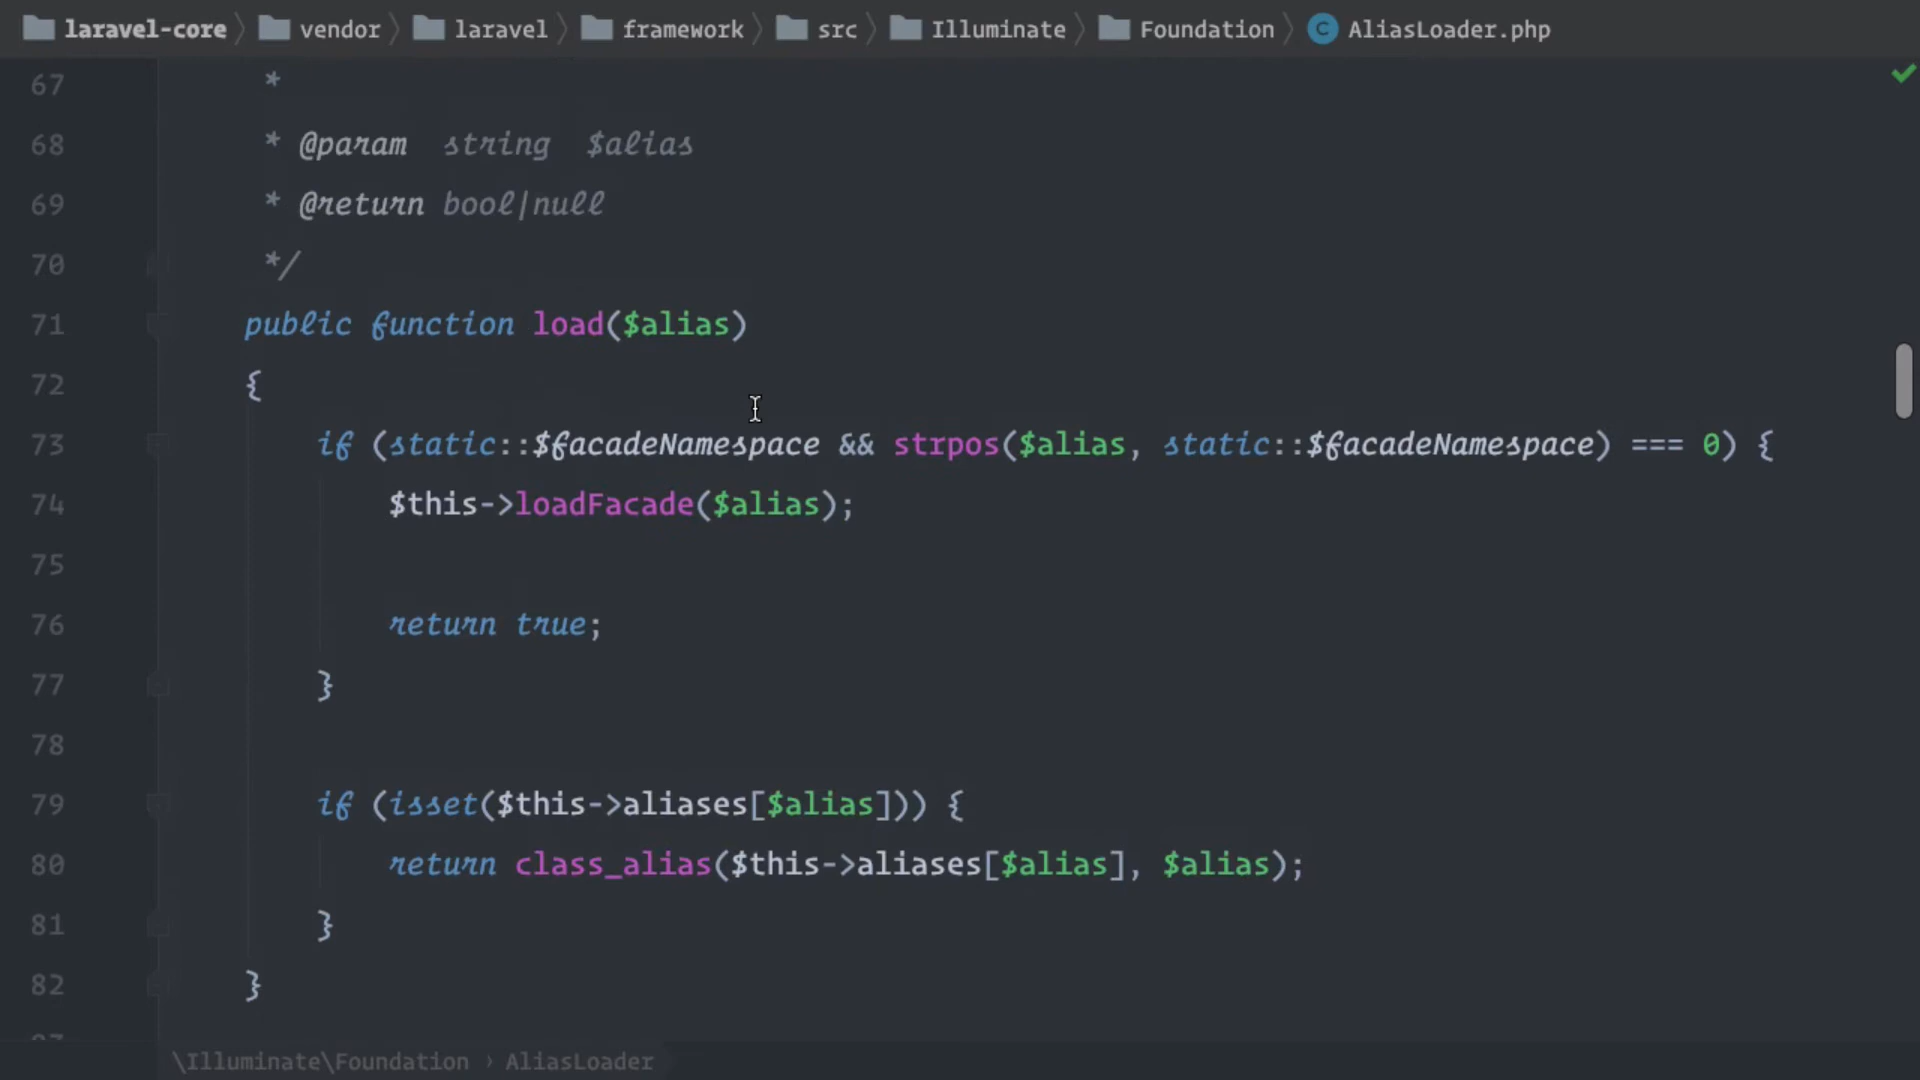 laravel-core vendor laravel framework src Illuminate Foundation C AliasLoader.php
67 *
68 * @param string $alias
69 * @return bool|null
70 */
71 public function load($alias)
72 {
73 if (static::$facadeNamespace && strpos($alias, static::$facadeNamespace) === 0) {
74 $this->loadFacade($alias);
75
76 return true;
77 }
78
79 if (isset($this->aliases[$alias])) {
80 return class_alias($this->aliases[$alias], $alias);
81 }
82 }
\Illuminate\Foundation › AliasLoader